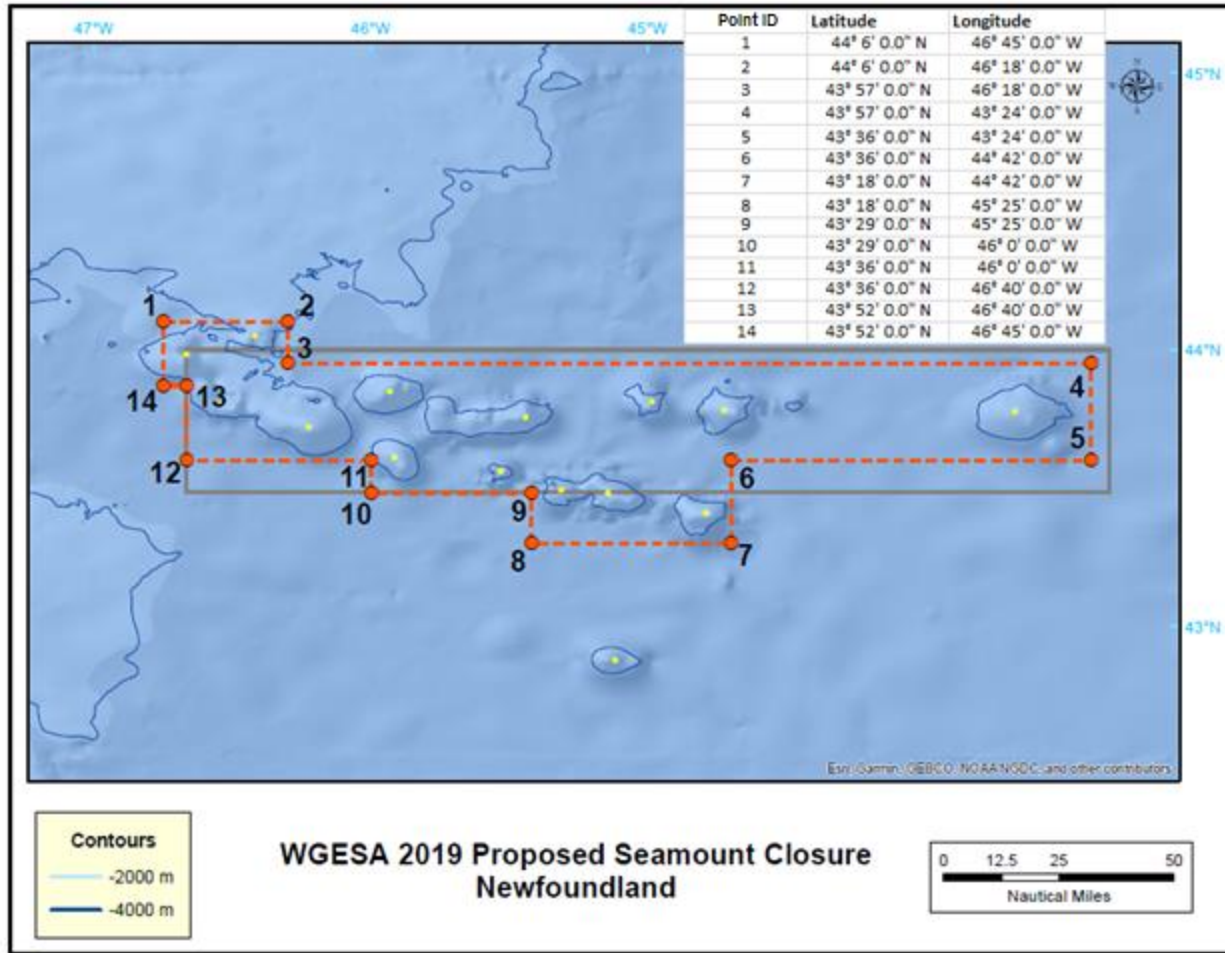 47°W 46°W 45°W
Point ID Latitude Longitude
1 44° 6' 0.0" N 46° 45' 0.0" W
2 44° 6' 0.0" N 46° 18' 0.0" W
3 43° 57' 0.0" N 46° 18' 0.0" W
4 43° 57' 0.0" N 43° 24' 0.0" W
5 43° 36' 0.0" N 43° 24' 0.0" W
6 43° 36' 0.0" N 44° 42' 0.0" W
7 43° 18' 0.0" N 44° 42' 0.0" W
8 43° 18' 0.0" N 45° 25' 0.0" W
9 43° 29' 0.0" N 45° 25' 0.0" W
10 43° 29' 0.0" N 46° 0' 0.0" W
11 43° 36' 0.0" N 46° 0' 0.0" W
12 43° 36' 0.0" N 46° 40' 0.0" W
13 43° 52' 0.0" N 46° 40' 0.0" W
14 43° 52' 0.0" N 46° 45' 0.0" W
N
45°N
1 2
3
44°N
4
14 13
5
12 11 6
10 9
8 7
43°N
Esri, Garmin, GEBCO, NOAA NGDC, and other contributors
Contours
-2000 m
-4000 m
WGESA 2019 Proposed Seamount Closure
Newfoundland
0 12.5 25 50
Nautical Miles